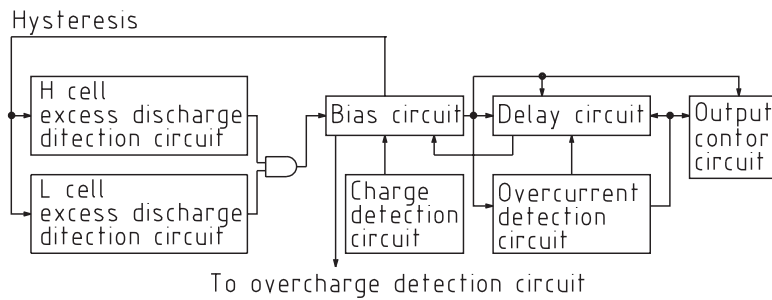 Hysteresis
H cell
excess discharge
ditection circuit
Bias circuit
Delay circuit
Output
contor
circuit
L cell
excess discharge
ditection circuit
Charge
detection
circuit
Overcurrent
detection
circuit
To overcharge detection circuit